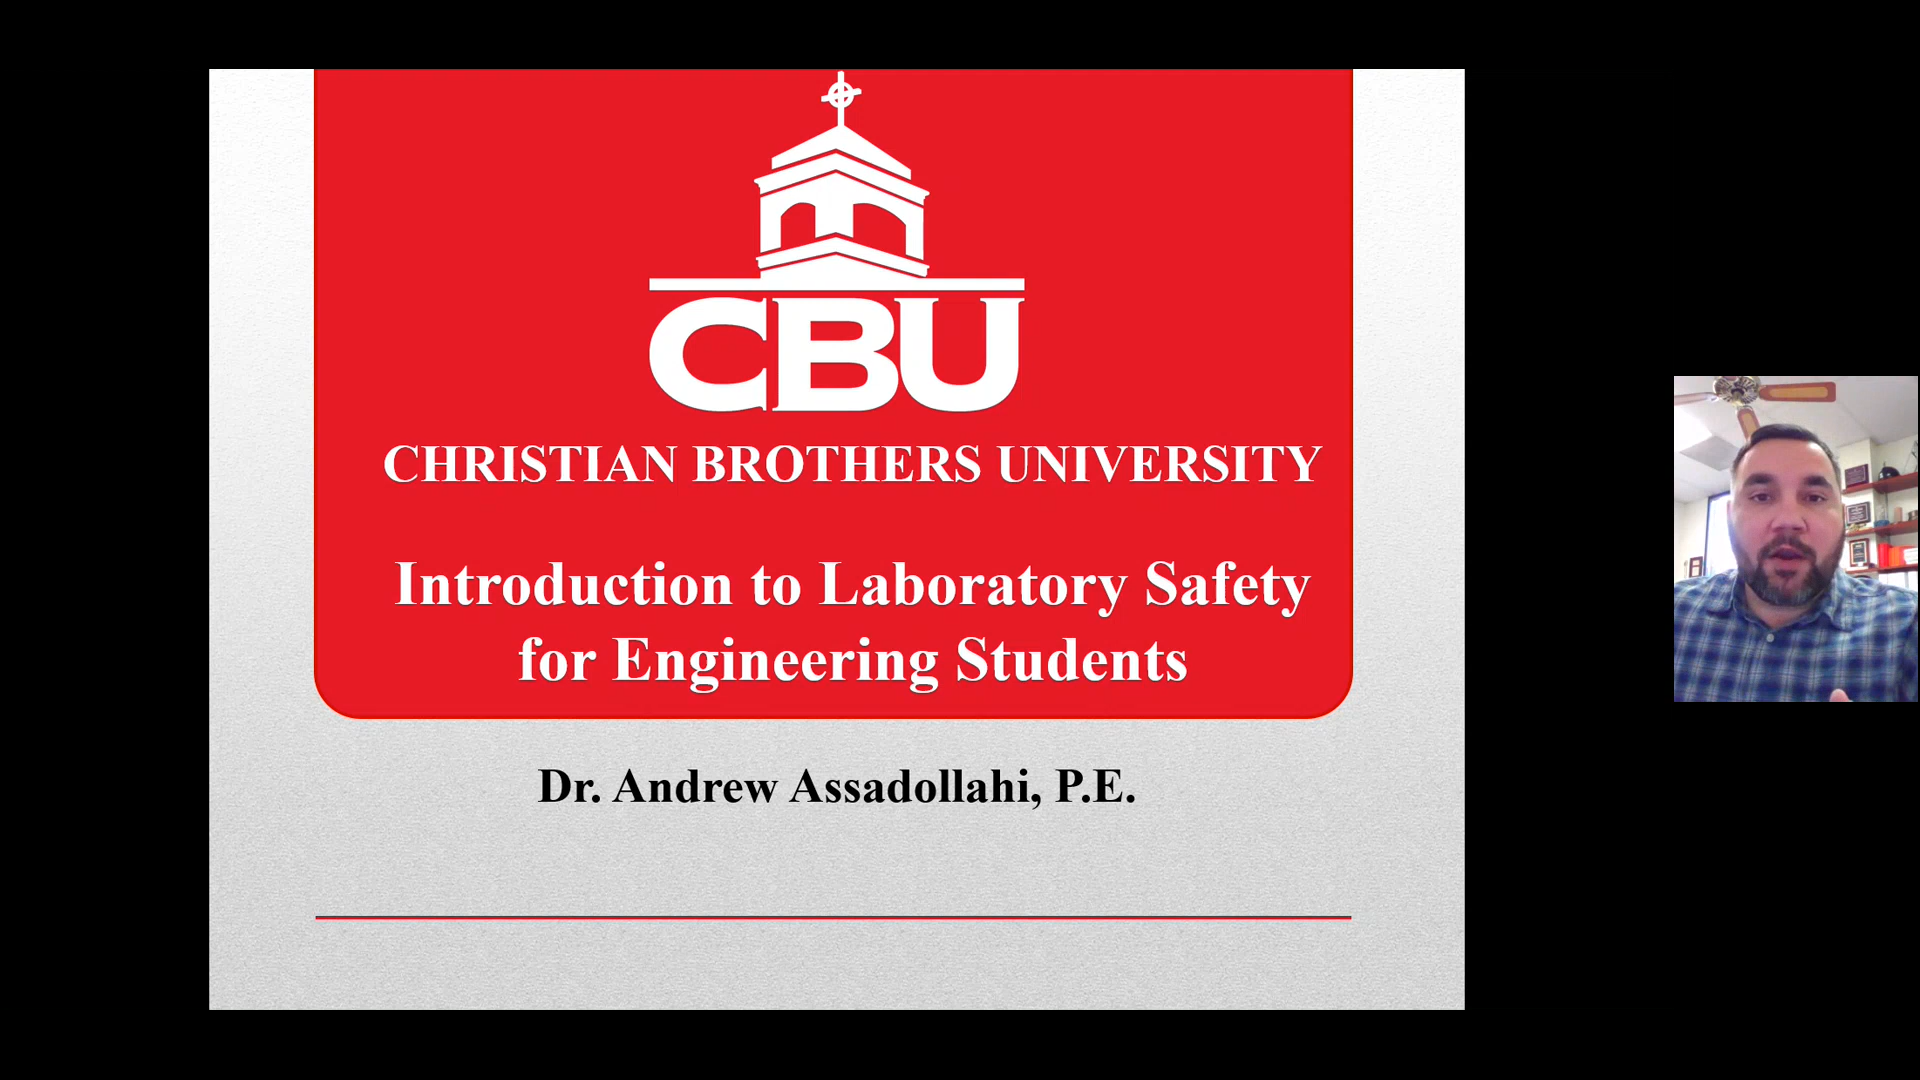 CBU
CHRISTIAN BROTHERS UNIVERSITY
Introduction to Laboratory Safety
for Engineering Students
Dr. Andrew Assadollahi, P.E.